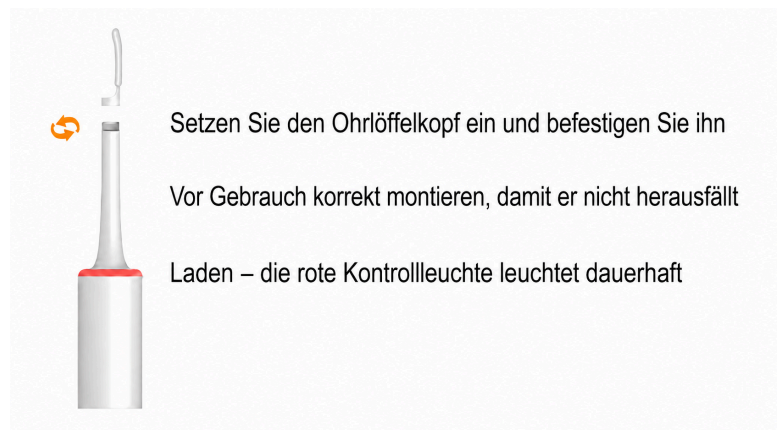 Setzen Sie den Ohrlöffelkopf ein und befestigen Sie ihn
Vor Gebrauch korrekt montieren, damit er nicht herausfällt
Laden – die rote Kontrollleuchte leuchtet dauerhaft